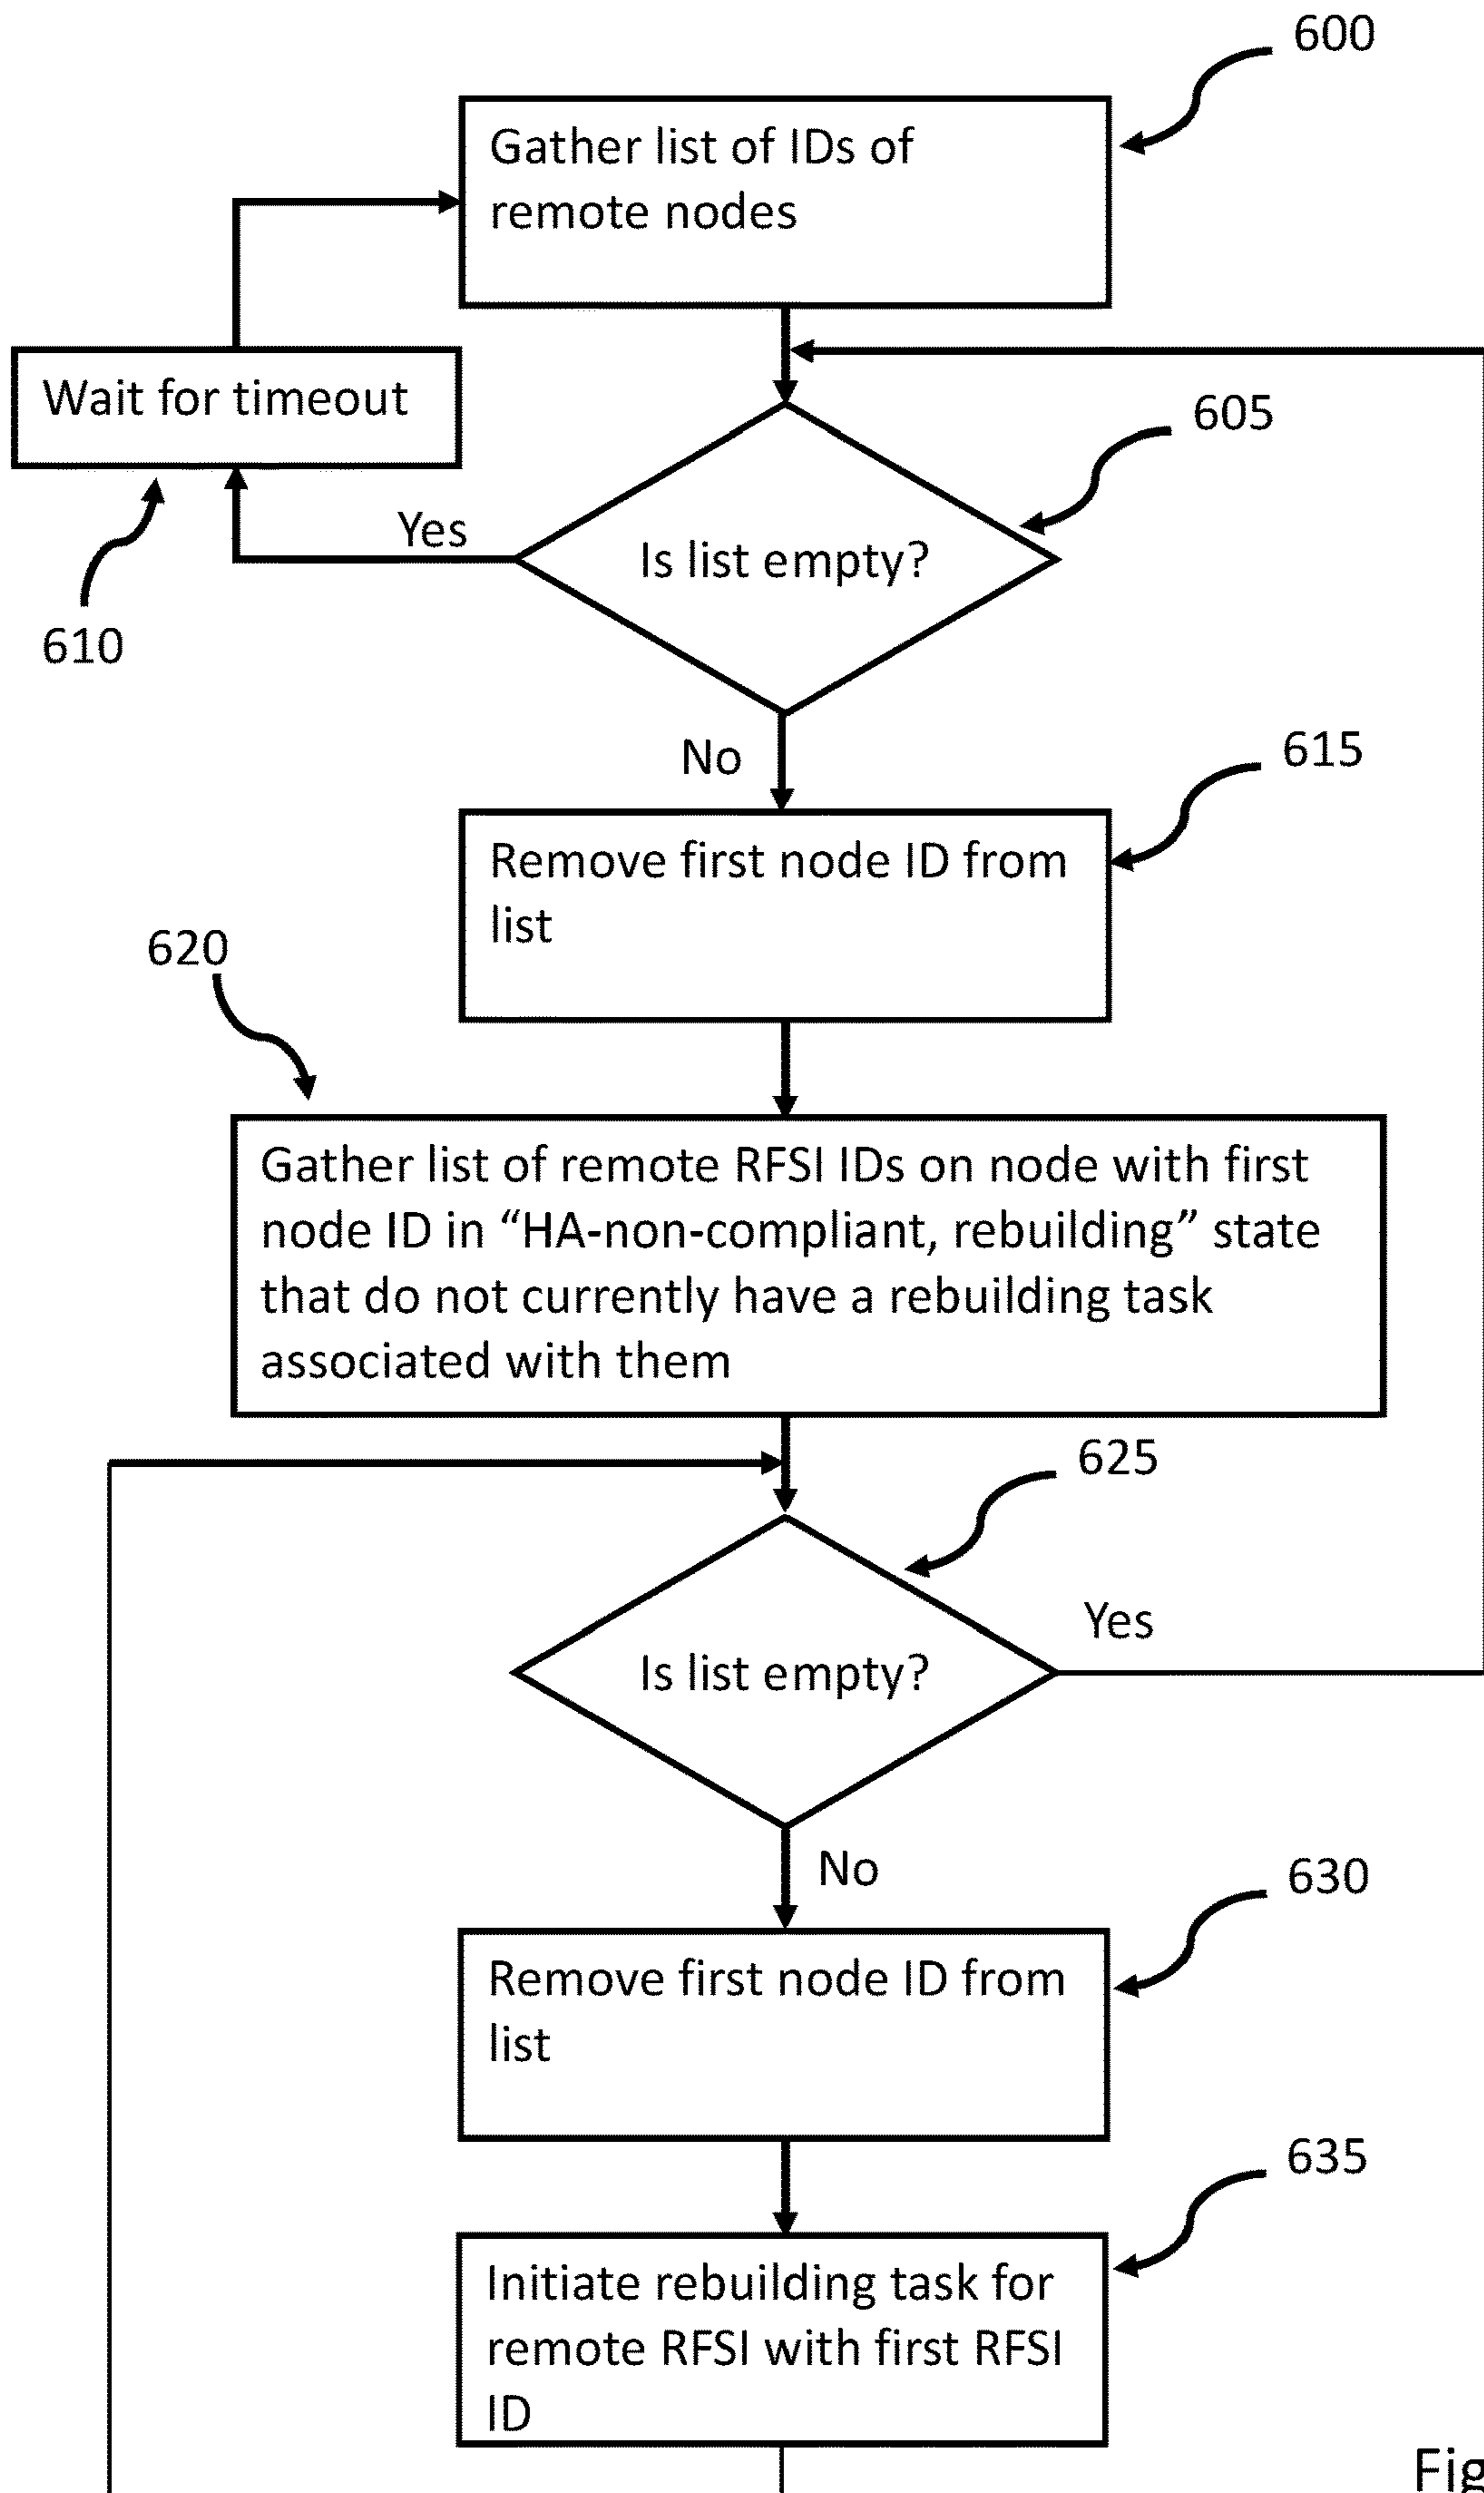 600
Gather list of IDs of
remote nodes
Wait for timeout
605
Yes
Is list empty?
610
No
615
Remove first node ID from
list
620
Gather list of remote RFSI IDs on node with first
node ID in “HA-non-compliant, rebuilding” state
that do not currently have a rebuilding task
associated with them
625
Yes
Is list empty?
No
630
Remove first node ID from
list
635
Initiate rebuilding task for
remote RFSI with first RFSI
ID
Fig